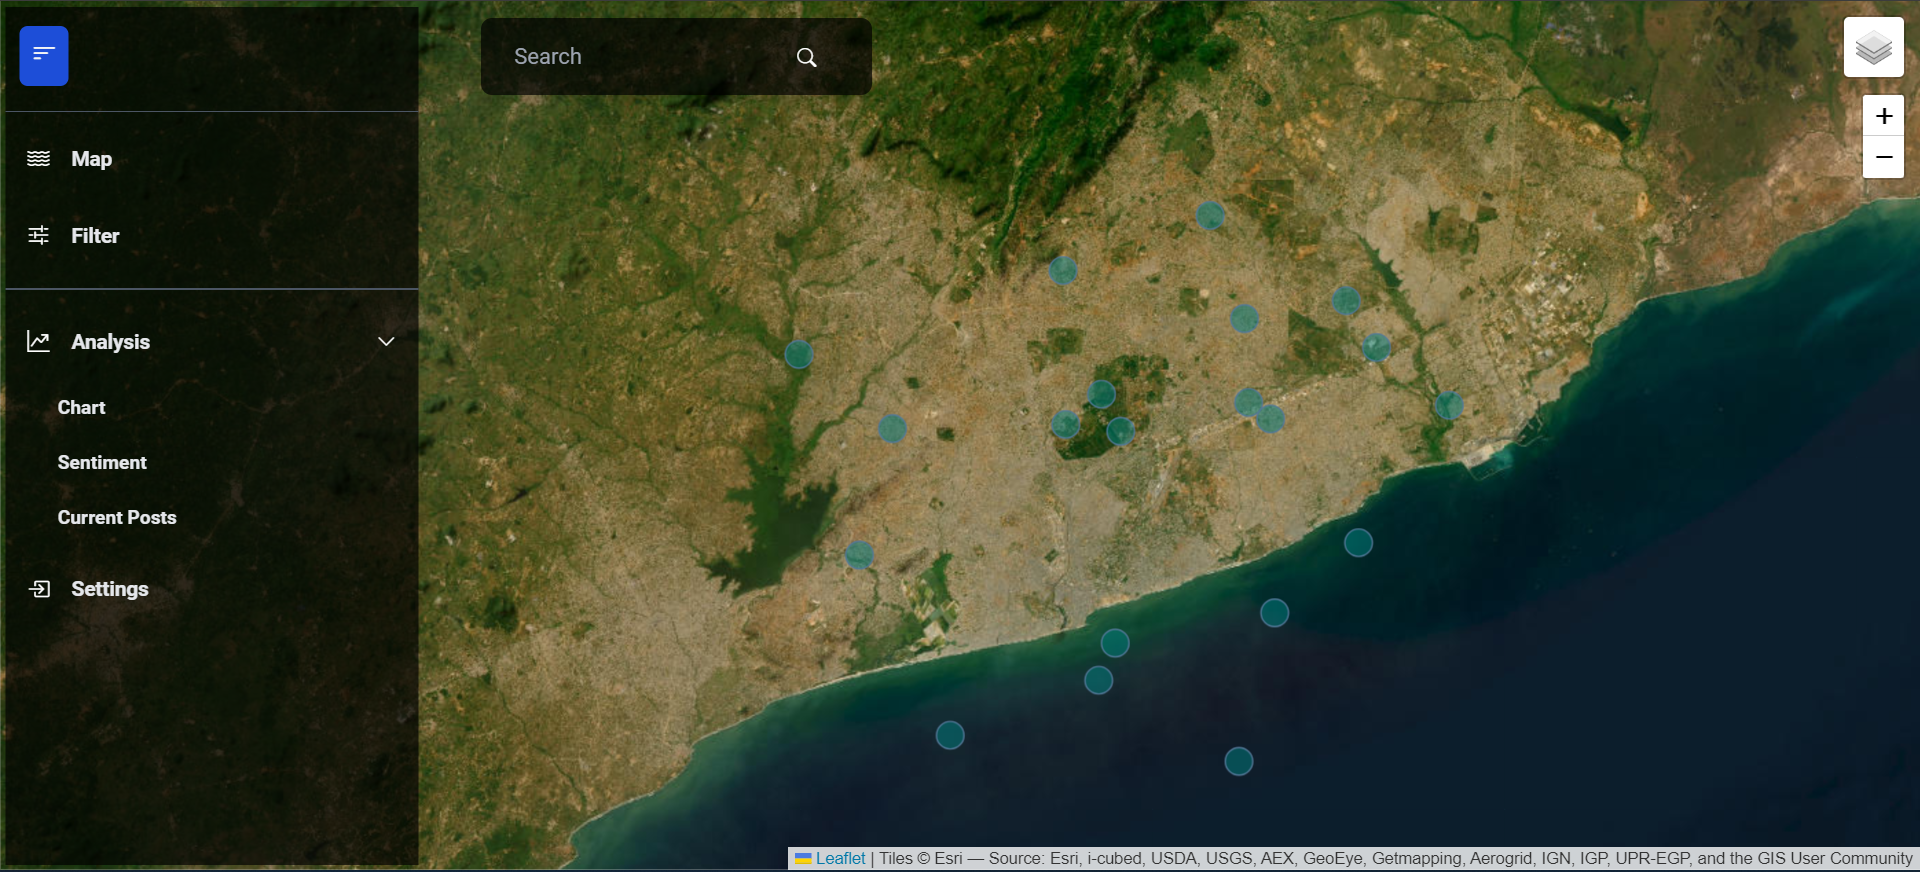 Search
+
−
Map
Filter
Analysis
Chart
Sentiment
Current Posts
Settings
Leaflet | Tiles © Esri — Source: Esri, i-cubed, USDA, USGS, AEX, GeoEye, Getmapping, Aerogrid, IGN, IGP, UPR-EGP, and the GIS User Community